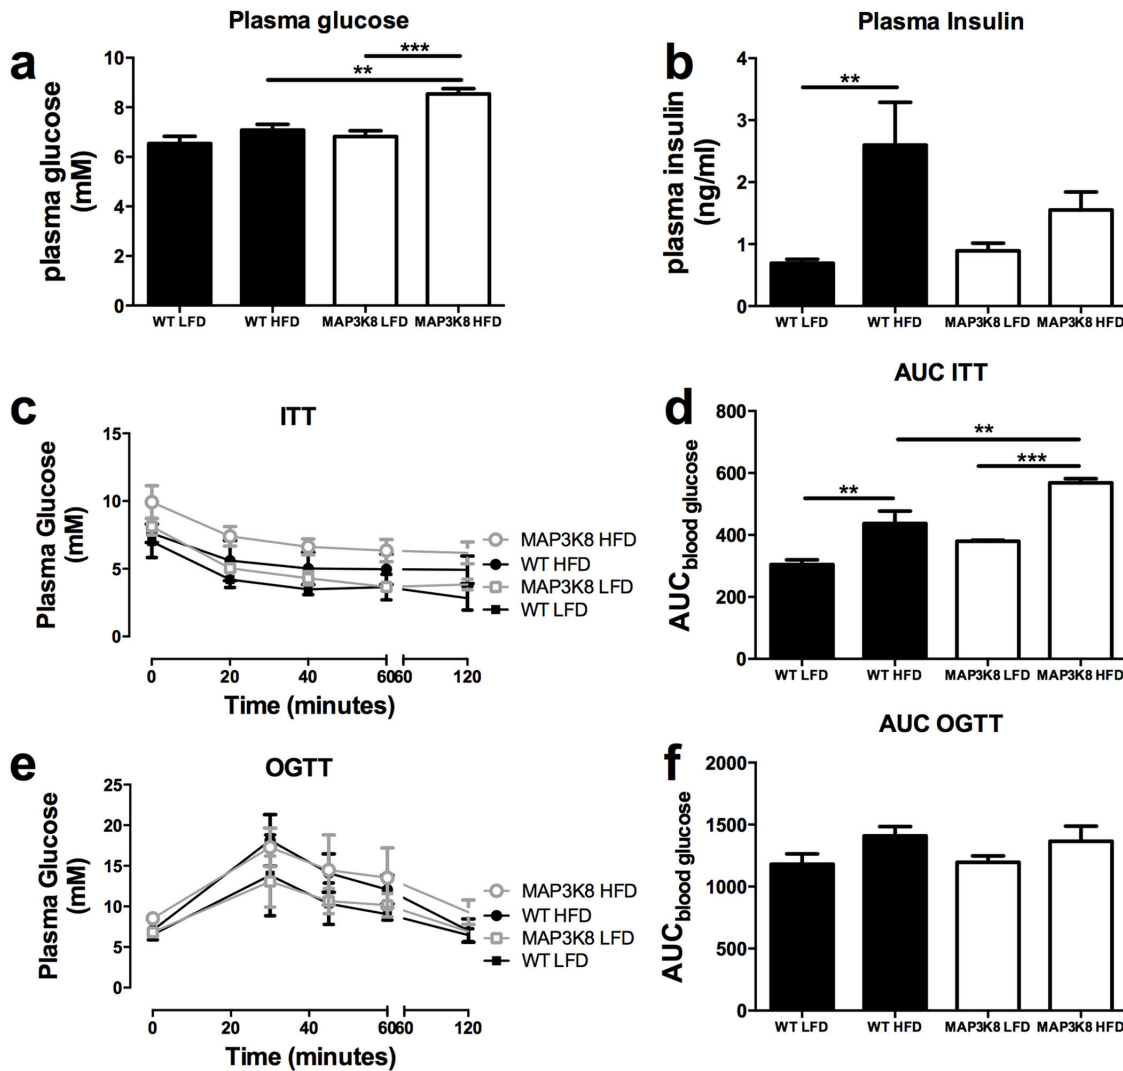 a
Plasma glucose
plasma glucose
(mM)
10
8
6
4
2
0
***
**
WT LFD WT HFD MAP3K8 LFD MAP3K8 HFD
b
Plasma Insulin
plasma insulin
(ng/ml)
4
3
2
1
0
**
WT LFD WT HFD MAP3K8 LFD MAP3K8 HFD
c
ITT
Plasma Glucose
(mM)
15
10
5
0
MAP3K8 HFD
WT HFD
MAP3K8 LFD
WT LFD
0 20 40 60 60 120
Time (minutes)
d
AUC ITT
AUC blood glucose
800
600
400
200
0
**
***
**
WT LFD WT HFD MAP3K8 LFD MAP3K8 HFD
e
OGTT
Plasma Glucose
(mM)
25
20
15
10
5
0
MAP3K8 HFD
WT HFD
MAP3K8 LFD
WT LFD
0 20 40 60 60 120
Time (minutes)
f
AUC OGTT
AUC blood glucose
2000
1500
1000
500
0
WT LFD WT HFD MAP3K8 LFD MAP3K8 HFD